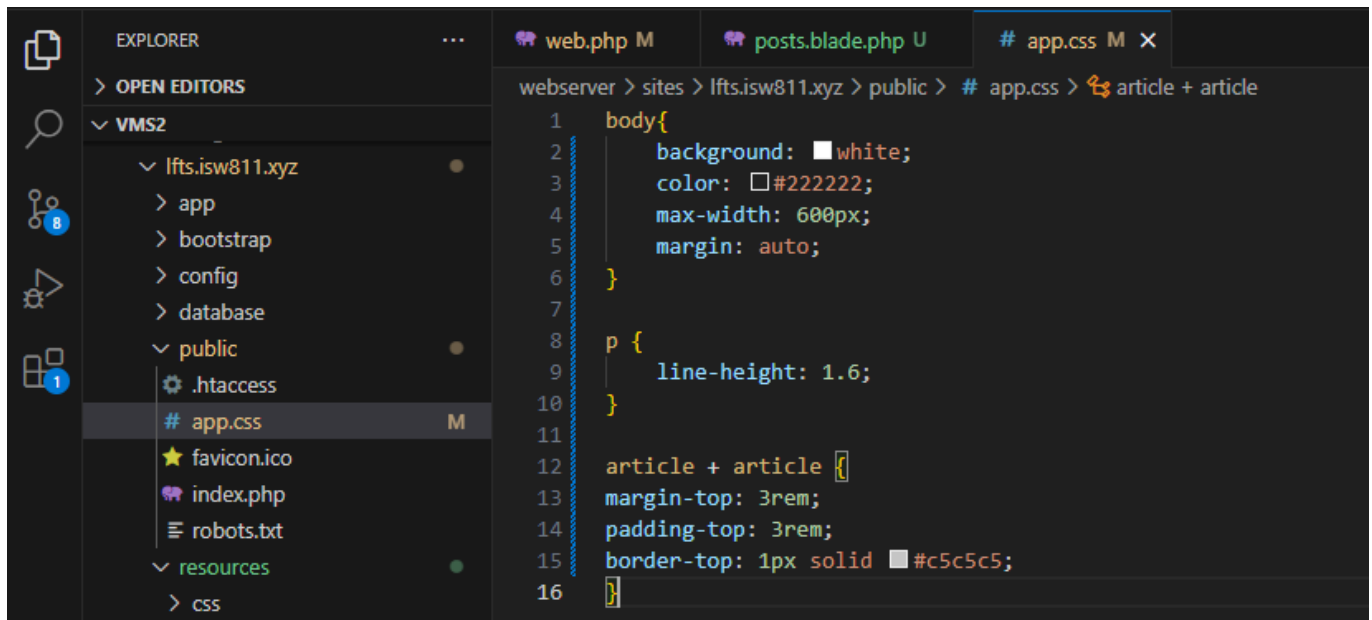 EXPLORER ...
OPEN EDITORS
VMS2
lfts.isw811.xyz
app
bootstrap
config
database
public
.htaccess
# app.css M
favicon.ico
index.php
robots.txt
resources
css
8
1
web.php M posts.blade.php U # app.css M ×
webserver > sites > lfts.isw811.xyz > public > # app.css > article + article
1 body{
2 background: white;
3 color: #222222;
4 max-width: 600px;
5 margin: auto;
6 }
7
8 p {
9 line-height: 1.6;
10 }
11
12 article + article {
13 margin-top: 3rem;
14 padding-top: 3rem;
15 border-top: 1px solid #c5c5c5;
16 }